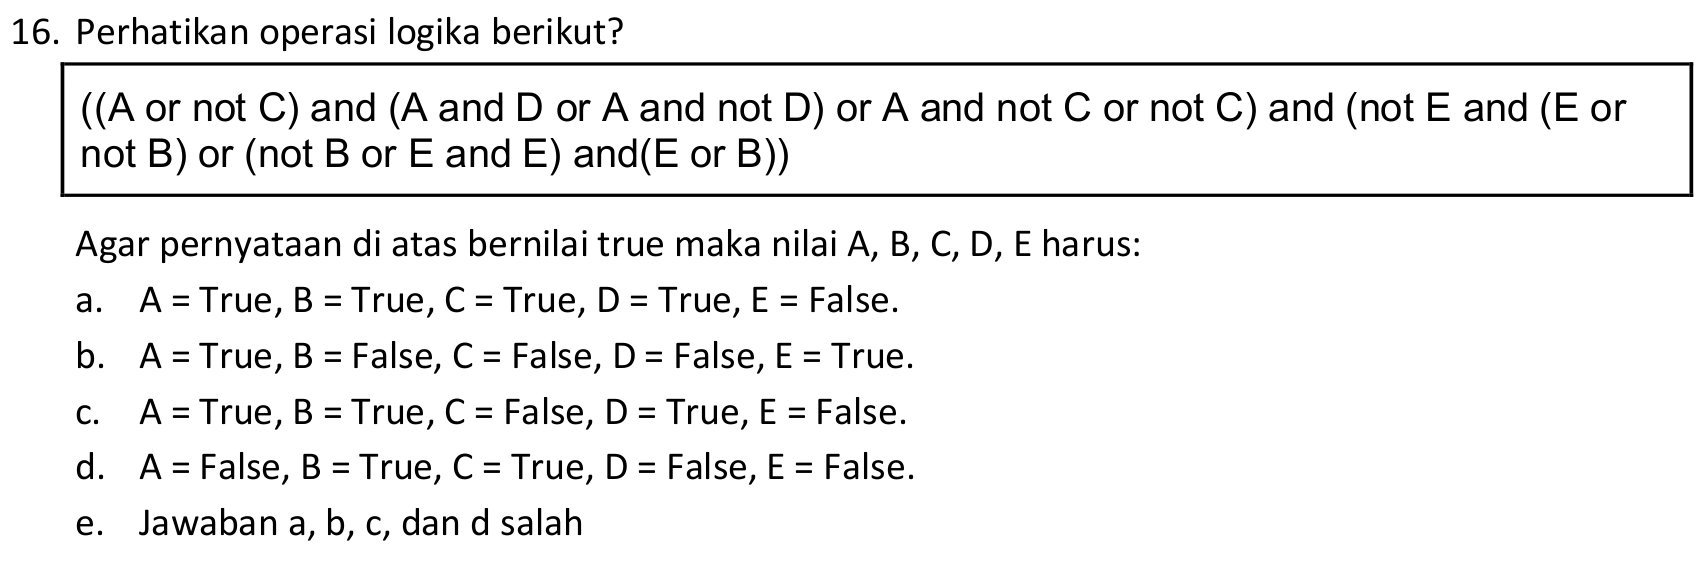 16. Perhatikan operasi logika berikut?
((A or not C) and (A and D or A and not D) or A and not C or not C) and (not E and (E or
not B) or (not B or E and E) and(E or B))
Agar pernyataan di atas bernilai true maka nilai A, B, C, D, E harus:
a. A = True, B = True, C = True, D = True, E = False.
b. A = True, B = False, C = False, D = False, E = True.
c. A = True, B = True, C = False, D = True, E = False.
d. A = False, B = True, C = True, D = False, E = False.
e. Jawaban a, b, c, dan d salah